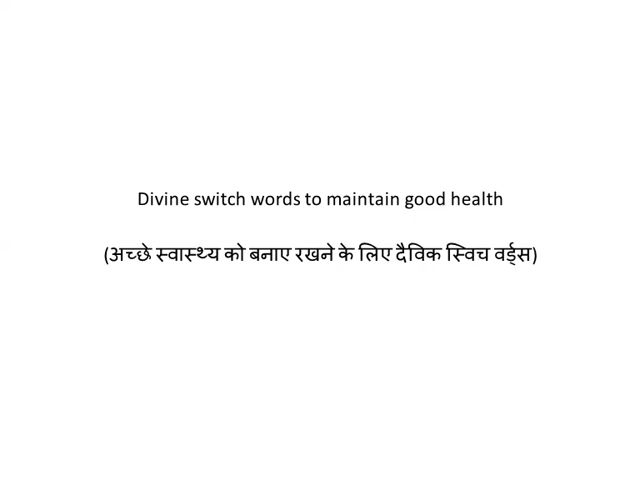 Divine switch words to maintain good health
(अच्छे स्वास्थ्य को बनाए रखने के लिए दैविक स्विच वर्ड्स)